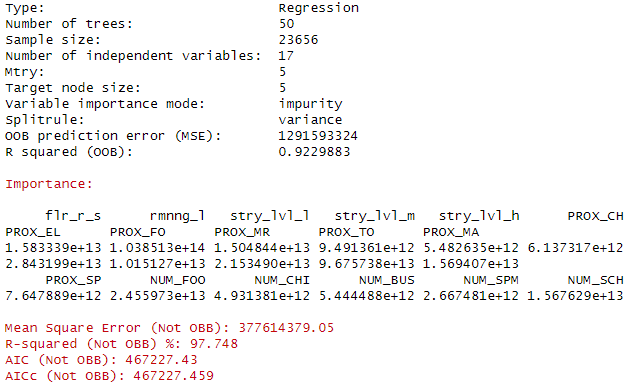 Type: Regression
Number of trees: 50
Sample size: 23656
Number of independent variables: 17
Mtry: 5
Target node size: 5
Variable importance mode: impurity
Splitrule: variance
OOB prediction error (MSE): 1291593324
R squared (OOB): 0.9229883
Importance:
flr_r_s rmnng_l stry_lvl_l stry_lvl_m stry_lvl_h PROX_CH
PROX_EL PROX_FO PROX_MR PROX_TO PROX_MA
1.583339e+13 1.038513e+14 1.504844e+13 9.491361e+12 5.482635e+12 6.137317e+12
2.843199e+13 1.015127e+13 2.153490e+13 9.675738e+13 1.569407e+13
PROX_SP NUM_FOO NUM_CHI NUM_BUS NUM_SPM NUM_SCH
7.647889e+12 2.455973e+13 4.931381e+12 5.444488e+12 2.667481e+12 1.567629e+13
Mean Square Error (Not OBB): 377614379.05
R-squared (Not OBB) %: 97.748
AIC (Not OBB): 467227.43
AICc (Not OBB): 467227.459